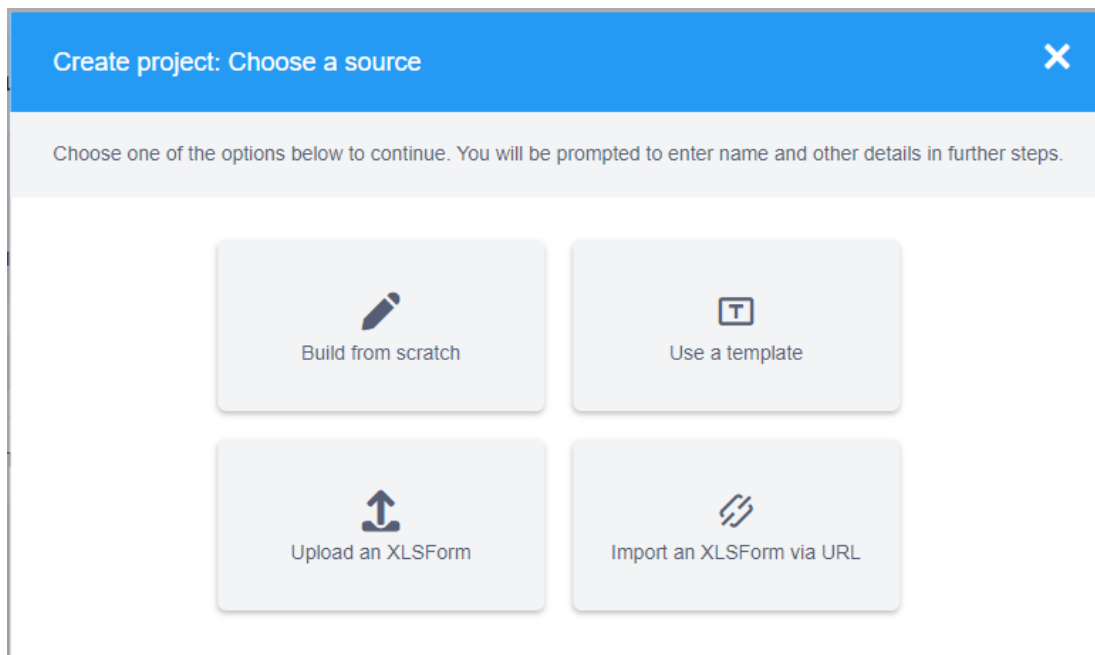 Create project: Choose a source
Choose one of the options below to continue. You will be prompted to enter name and other details in further steps.
Build from scratch
Use a template
Upload an XLSForm
Import an XLSForm via URL